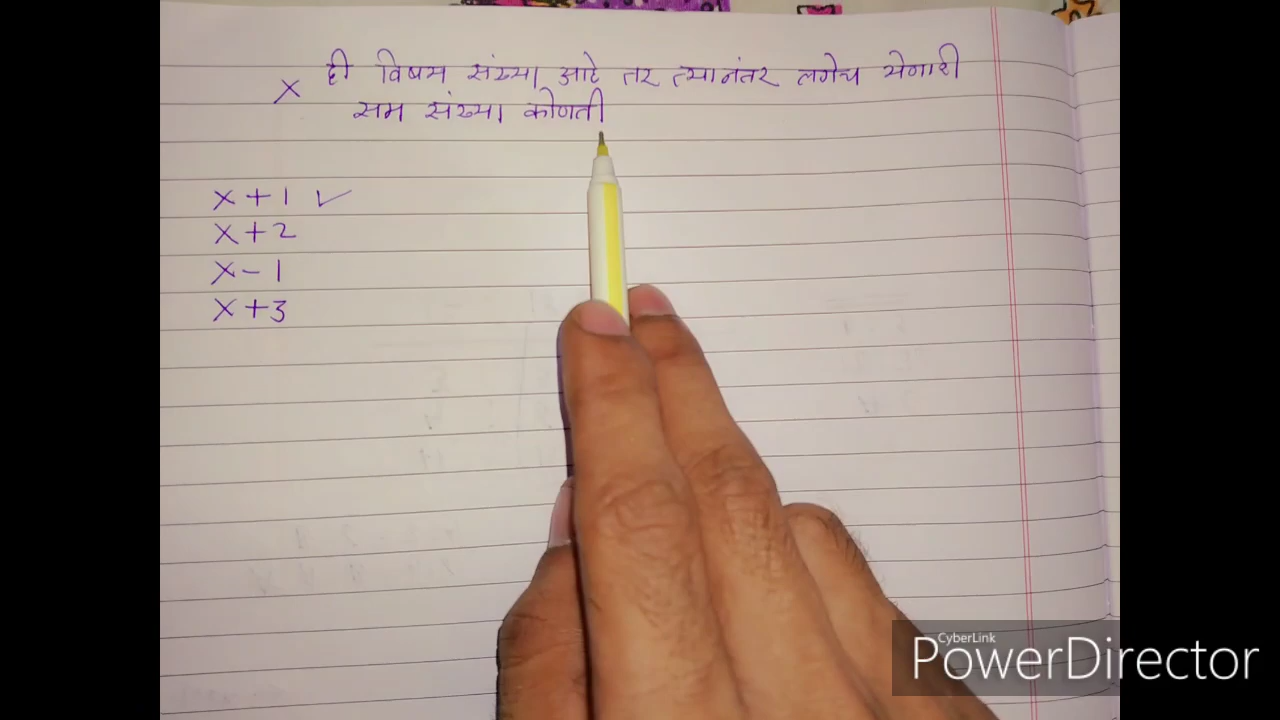 x ही विषम संख्या आहे तर त्यानंतर लगेच येणारी
सम संख्या कोणती
x + 1 ✓
x + 2
x - 1
x + 3
CyberLink
PowerDirector